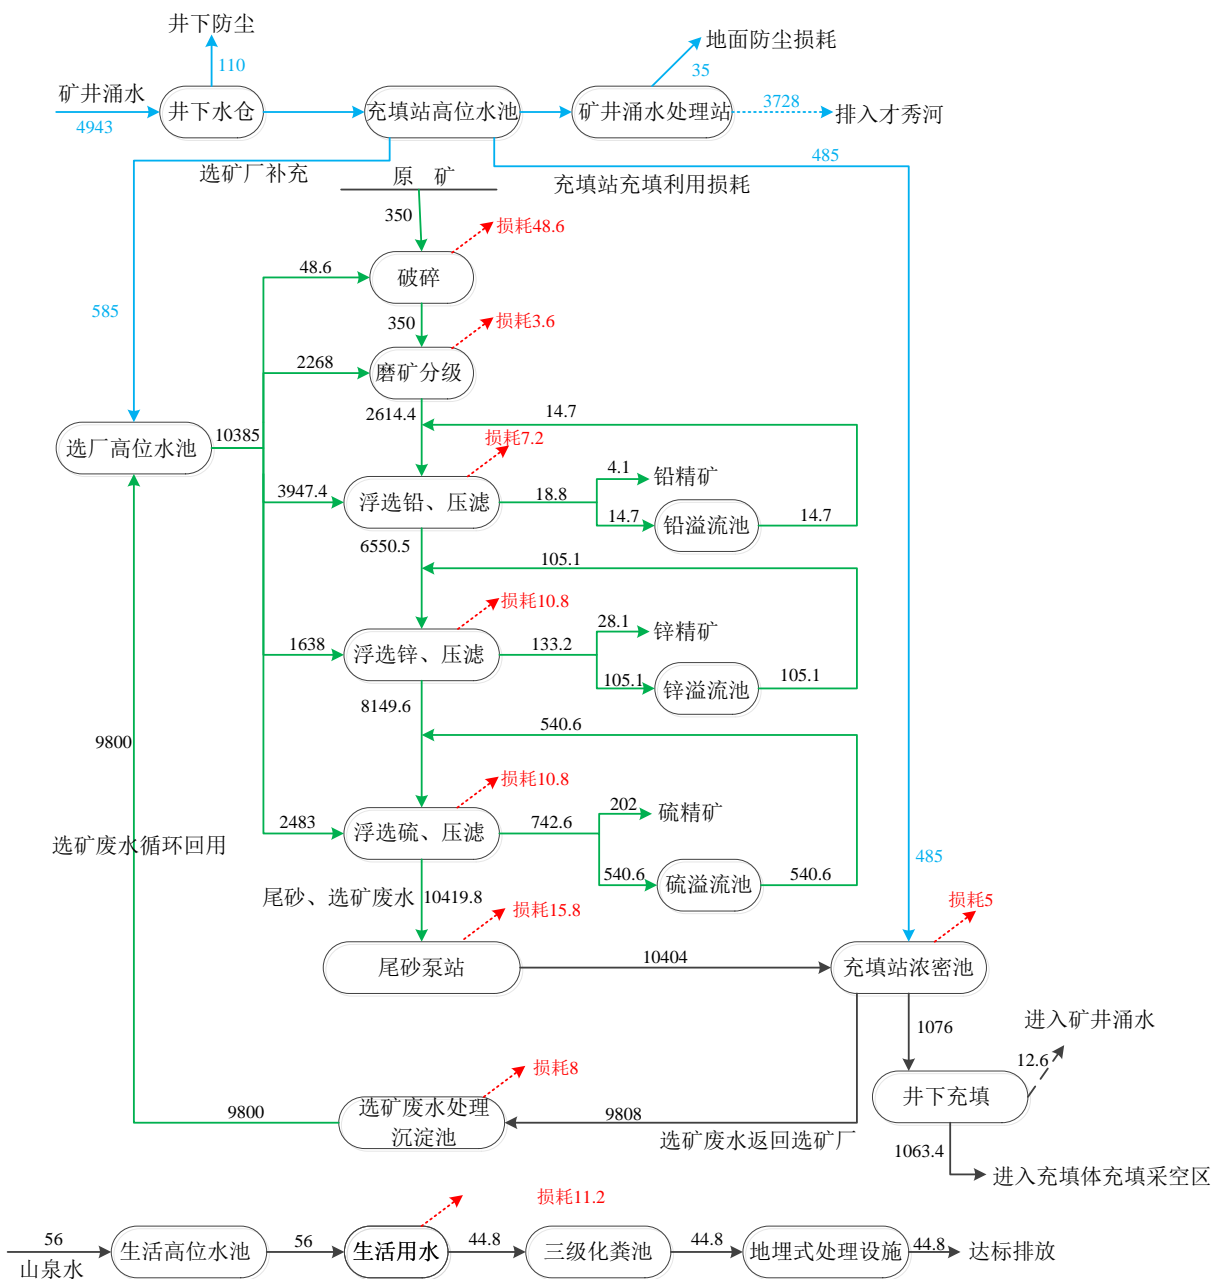 井下防尘
110
地面防尘损耗
35
矿井涌水
4943
井下水仓
充填站高位水池
矿井涌水处理站
3728
排入才秀河
选矿厂补充
原 矿
充填站充填利用损耗
485
350
损耗48.6
48.6
破碎
585
350
损耗3.6
2268
磨矿分级
2614.4
14.7
选厂高位水池
10385
损耗7.2
3947.4
浮选铅、压滤
18.8
4.1
铅精矿
14.7
铅溢流池
14.7
6550.5
105.1
损耗10.8
1638
浮选锌、压滤
133.2
28.1
锌精矿
105.1
锌溢流池
105.1
8149.6
540.6
9800
损耗10.8
2483
浮选硫、压滤
742.6
202
硫精矿
选矿废水循环回用
540.6
硫溢流池
540.6
485
尾砂、选矿废水
10419.8
损耗15.8
损耗5
尾砂泵站
10404
充填站浓密池
1076
进入矿井涌水
12.6
损耗8
井下充填
9800
选矿废水处理
沉淀池
9808
选矿废水返回选矿厂
1063.4
进入充填体充填采空区
损耗11.2
56
山泉水
生活高位水池
56
生活用水
44.8
三级化粪池
44.8
地埋式处理设施
44.8
达标排放